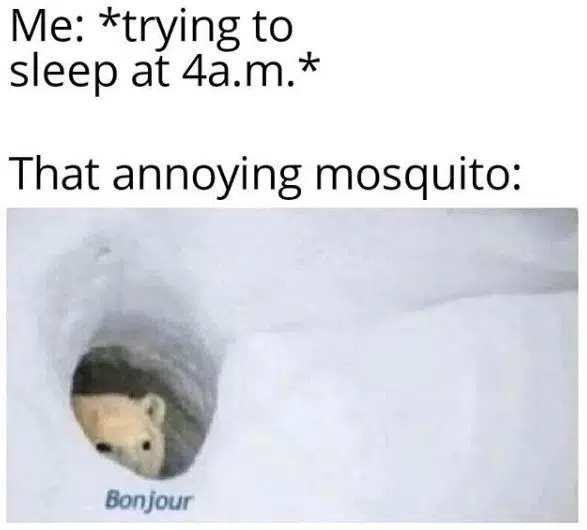 Me: *trying to
sleep at 4a.m.*
That annoying mosquito:
Bonjour